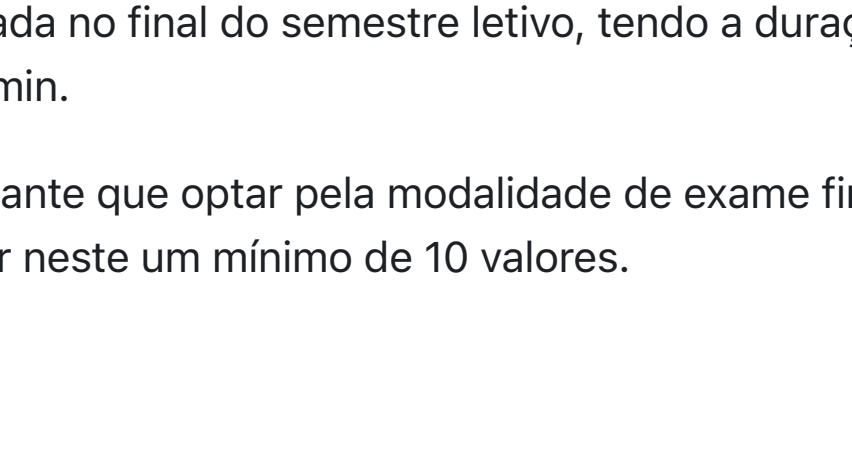 ada no final do semestre letivo, tendo a duraç
min.
ante que optar pela modalidade de exame fin
r neste um mínimo de 10 valores.